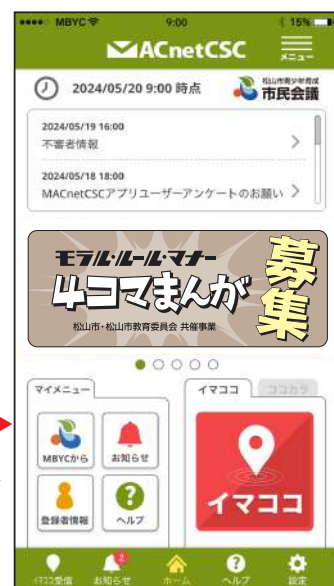 MBYC 9:00 15%
MACnetCSC
メニュー
2024/05/20 9:00 時点
松山市青少年育成
市民会議
2024/05/19 16:00
不審者情報
2024/05/18 18:00
MACnetCSCアプリユーザーアンケートのお願い
モラル・ルール・マナー
4コマまんが
募集
松山市・松山市教育委員会 共催事業
マイメニュー
イマココ ココカラ
MBYCから お知らせ
登録者情報 ヘルプ
イマココ
2
イマココ受信 お知らせ ホーム ヘルプ 設定